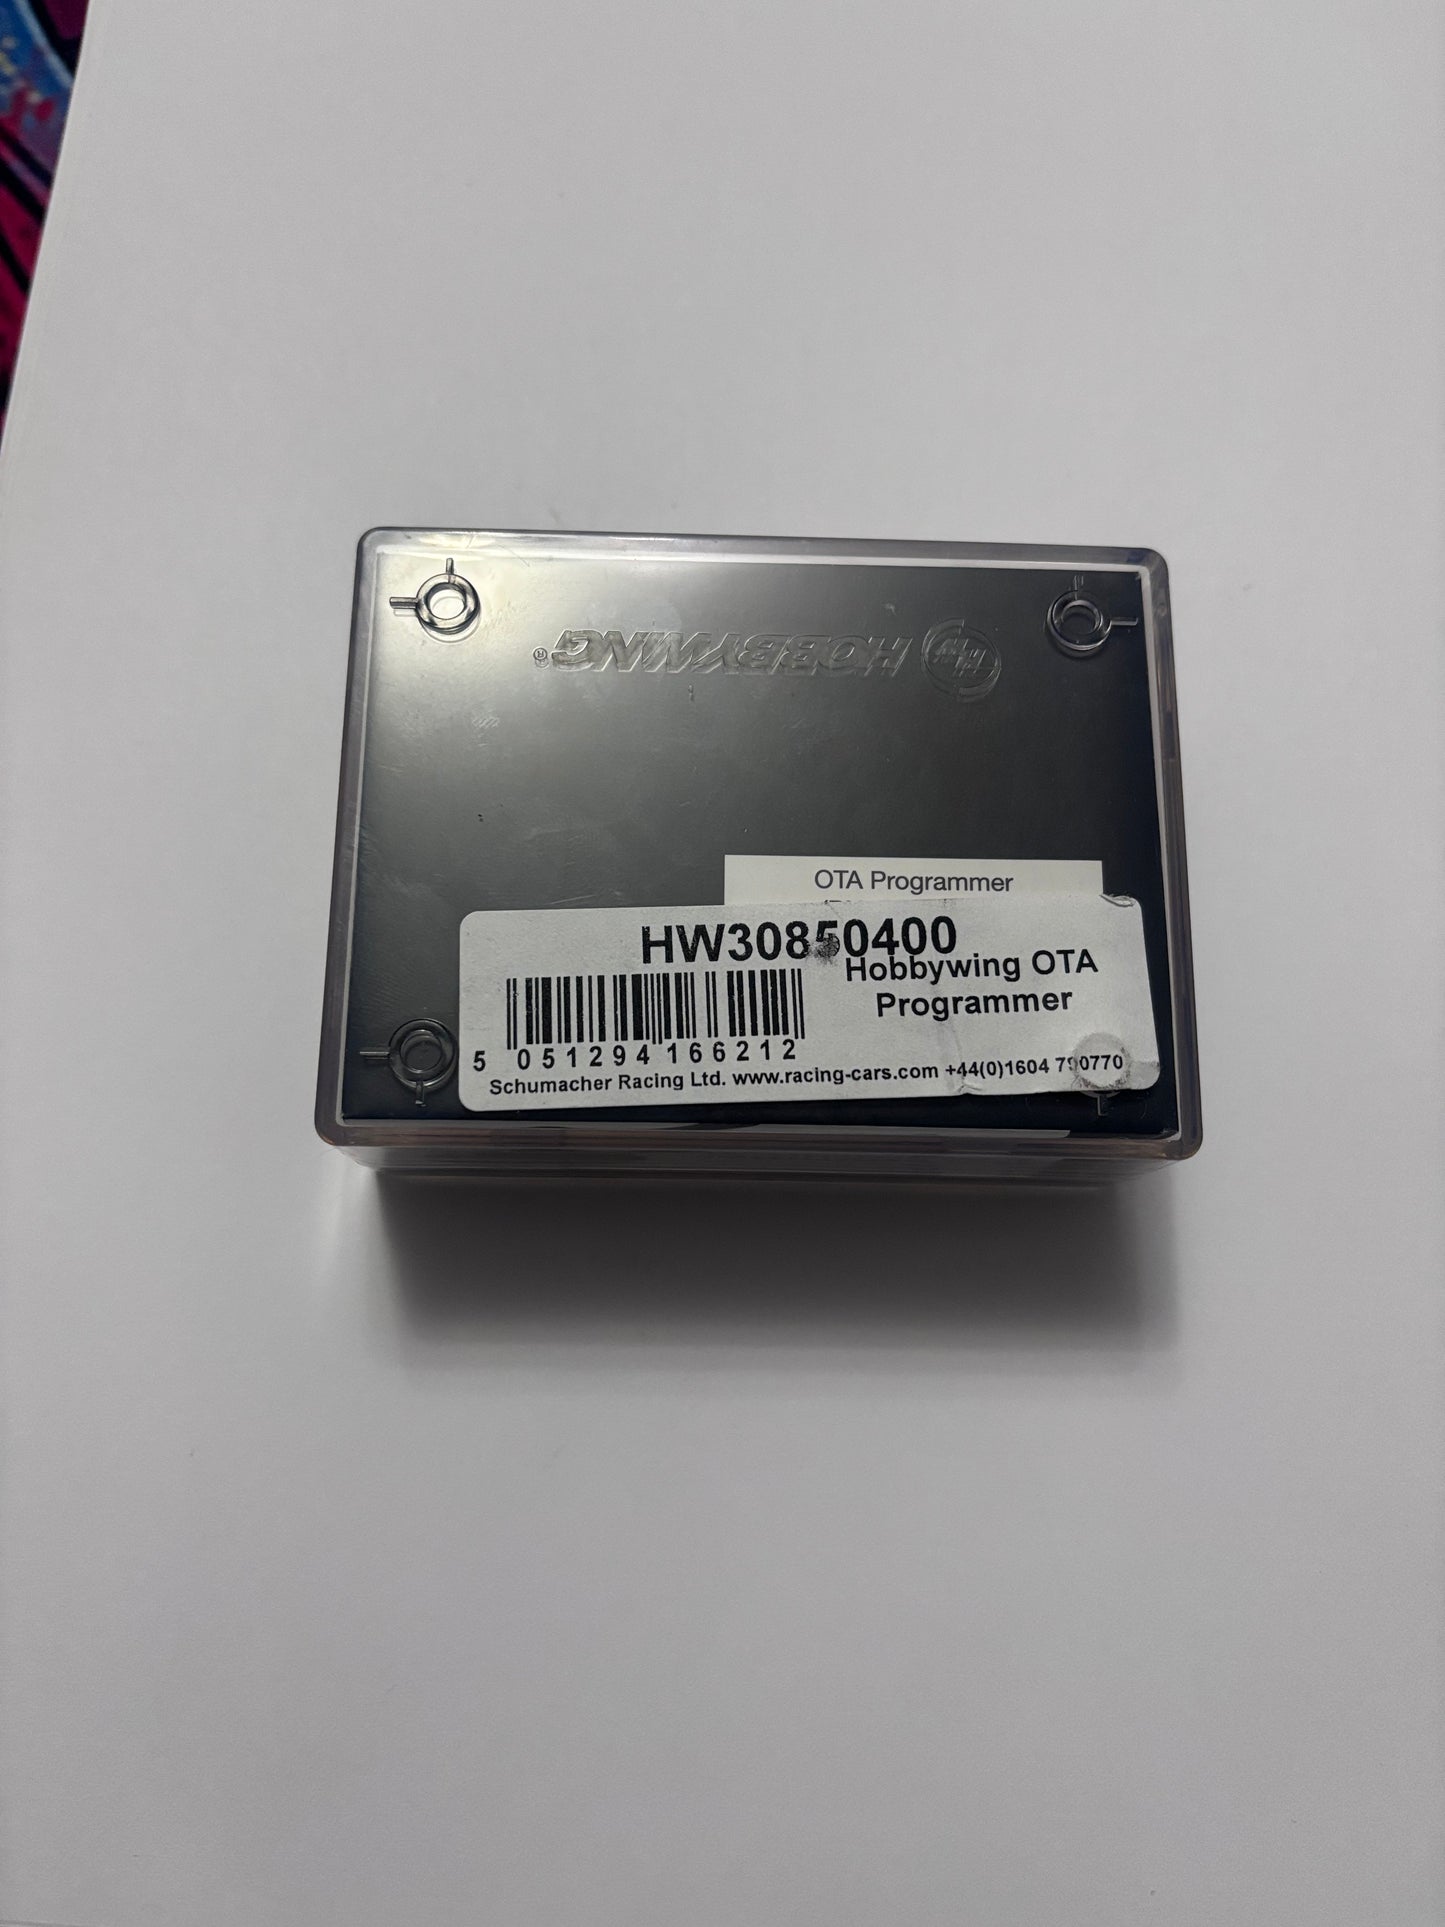 HOBBYWING®
OTA Programmer
HW30850400
Hobbywing OTA
Programmer
5 051294 166212
Schumacher Racing Ltd. www.racing-cars.com +44(0)1604 790770